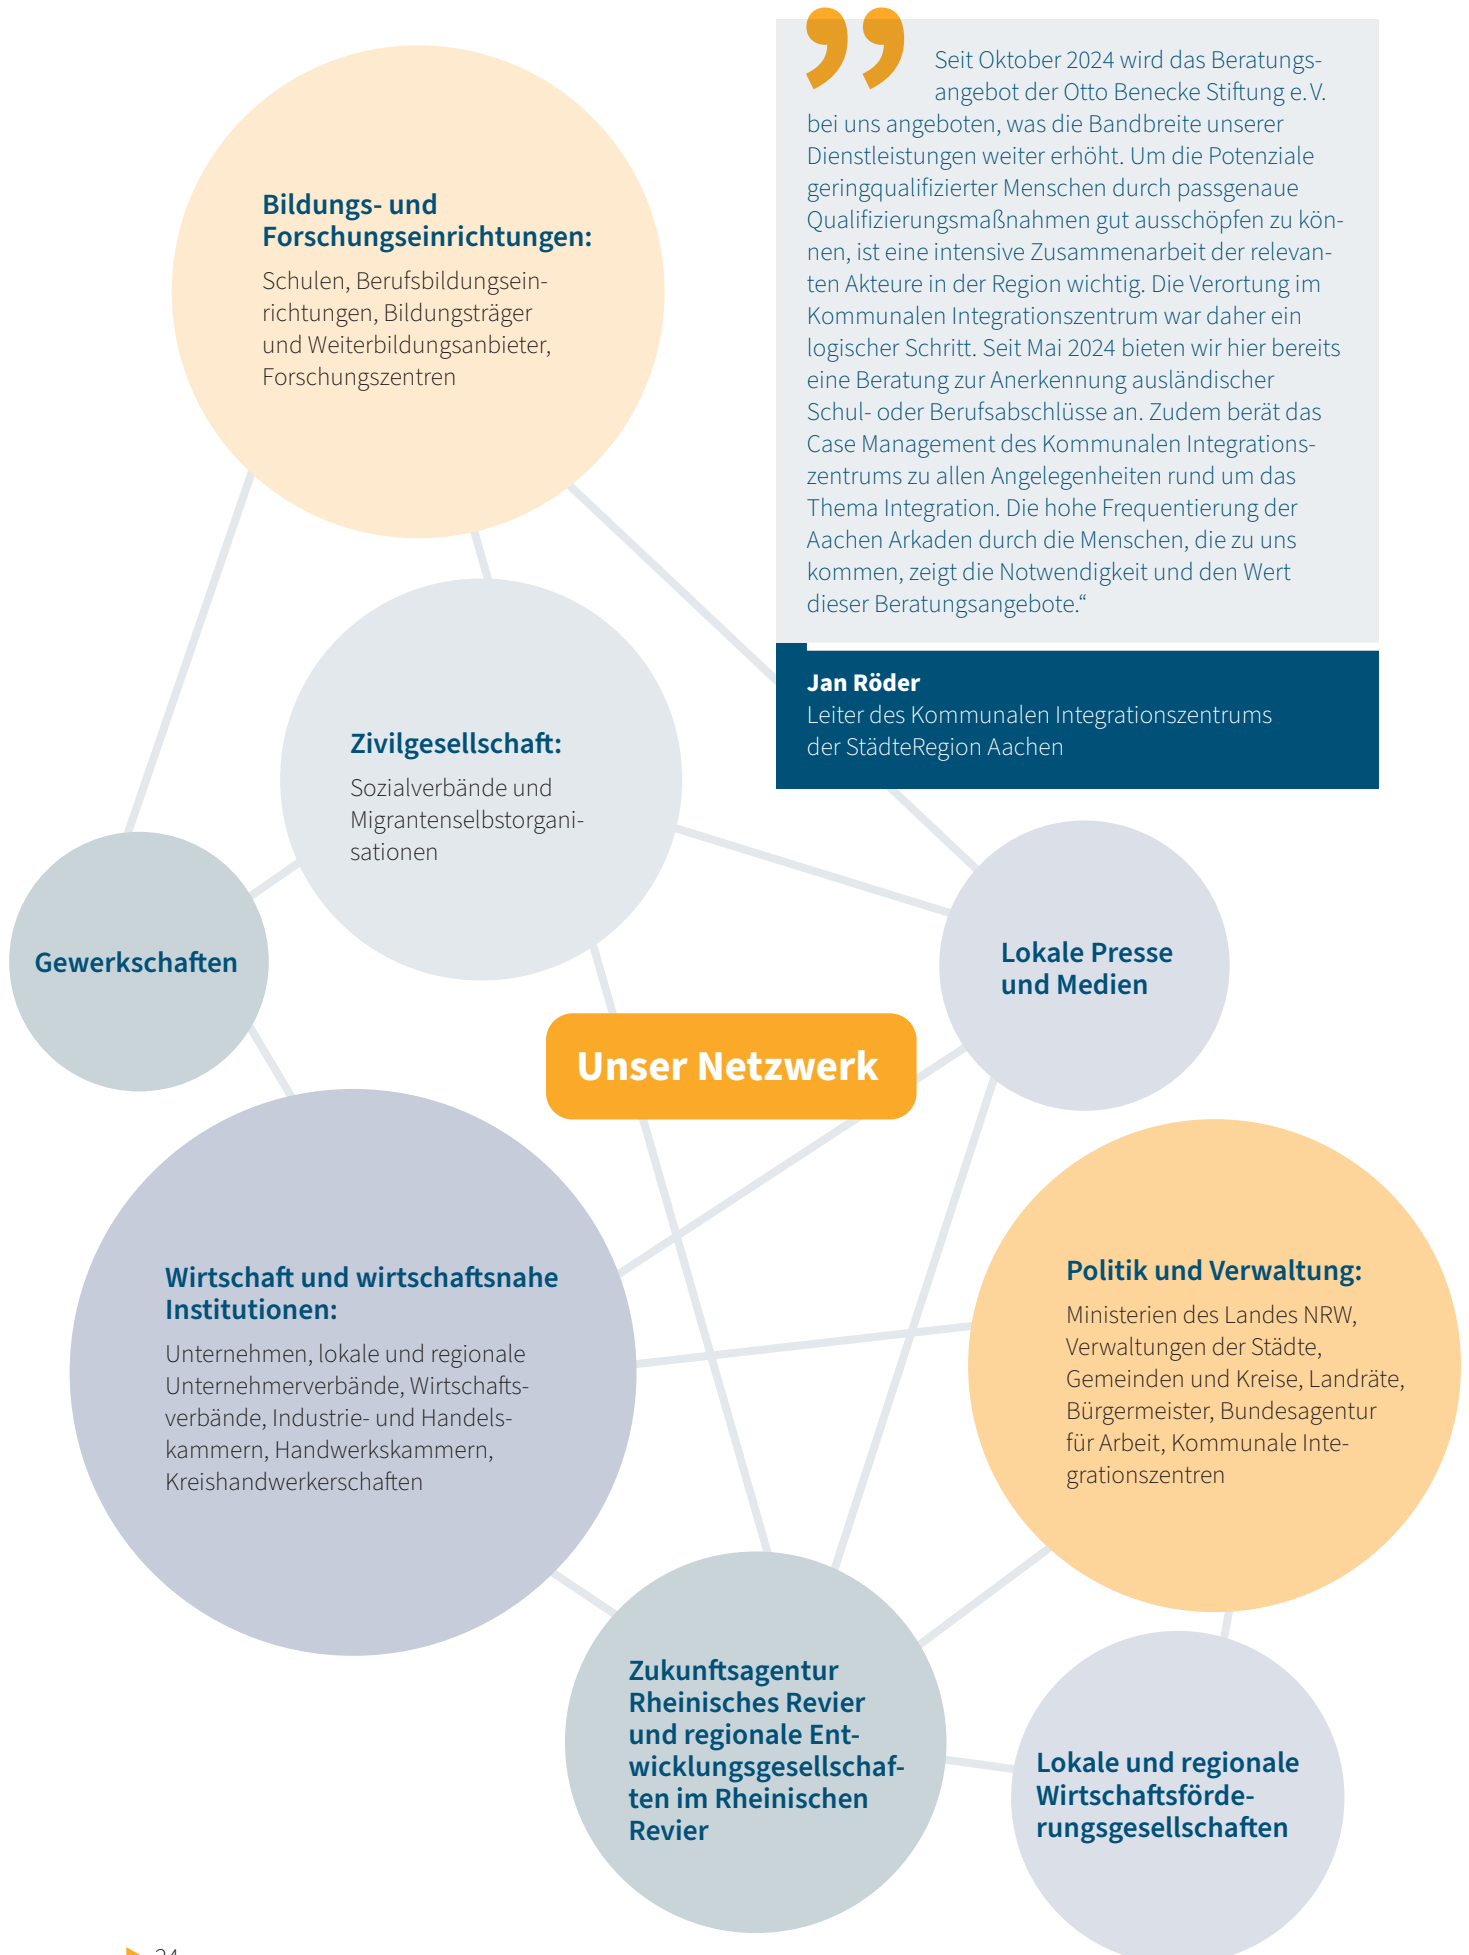 Seit Oktober 2024 wird das Beratungs-
angebot der Otto Benecke Stiftung e. V.
bei uns angeboten, was die Bandbreite unserer
Dienstleistungen weiter erhöht. Um die Potenziale
geringqualifizierter Menschen durch passgenaue
Qualifizierungsmaßnahmen gut ausschöpfen zu kön-
nen, ist eine intensive Zusammenarbeit der relevan-
ten Akteure in der Region wichtig. Die Verortung im
Kommunalen Integrationszentrum war daher ein
logischer Schritt. Seit Mai 2024 bieten wir hier bereits
eine Beratung zur Anerkennung ausländischer
Schul- oder Berufsabschlüsse an. Zudem berät das
Case Management des Kommunalen Integrations-
zentrums zu allen Angelegenheiten rund um das
Thema Integration. Die hohe Frequentierung der
Aachen Arkaden durch die Menschen, die zu uns
kommen, zeigt die Notwendigkeit und den Wert
dieser Beratungsangebote.“
Jan Röder
Leiter des Kommunalen Integrationszentrums
der StädteRegion Aachen
Bildungs- und
Forschungseinrichtungen:
Schulen, Berufsbildungsein-
richtungen, Bildungsträger
und Weiterbildungsanbieter,
Forschungszentren
Zivilgesellschaft:
Sozialverbände und
Migrantenselbstorgani-
sationen
Gewerkschaften
Lokale Presse
und Medien
Unser Netzwerk
Wirtschaft und wirtschaftsnahe
Institutionen:
Unternehmen, lokale und regionale
Unternehmerverbände, Wirtschafts-
verbände, Industrie- und Handels-
kammern, Handwerkskammern,
Kreishandwerkerschaften
Politik und Verwaltung:
Ministerien des Landes NRW,
Verwaltungen der Städte,
Gemeinden und Kreise, Landräte,
Bürgermeister, Bundesagentur
für Arbeit, Kommunale Inte-
grationszentren
Zukunftsagentur
Rheinisches Revier
und regionale Ent-
wicklungsgesellschaf-
ten im Rheinischen
Revier
Lokale und regionale
Wirtschaftsförde-
rungsgesellschaften